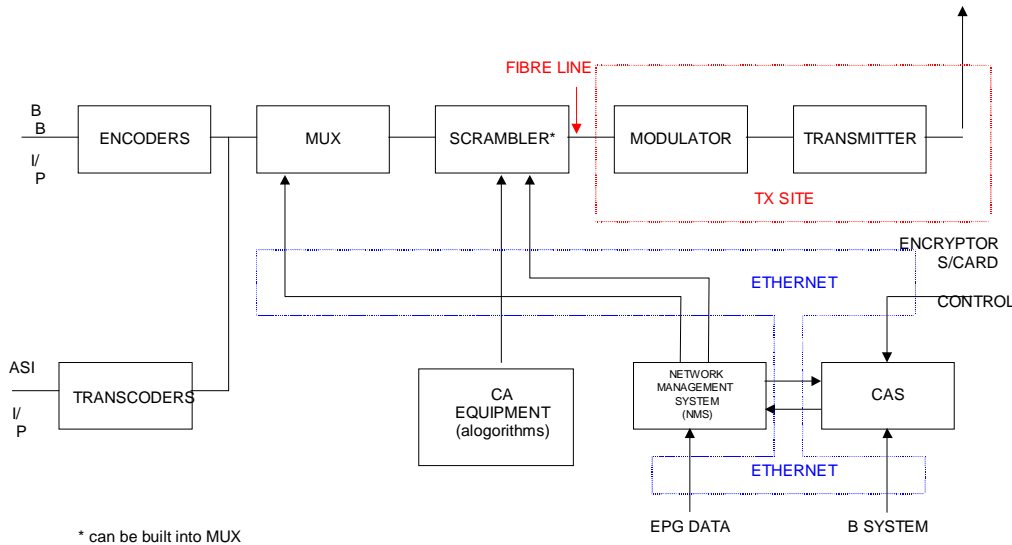 FIBRE LINE
B
B
I/
P
ENCODERS
MUX
SCRAMBLER*
MODULATOR
TRANSMITTER
TX SITE
ENCRYPTOR
S/CARD
CONTROL
ETHERNET
ASI
I/
P
TRANSCODERS
CA
EQUIPMENT
(alogorithms)
NETWORK
MANAGEMENT
SYSTEM
(NMS)
CAS
ETHERNET
EPG DATA
B SYSTEM
* can be built into MUX